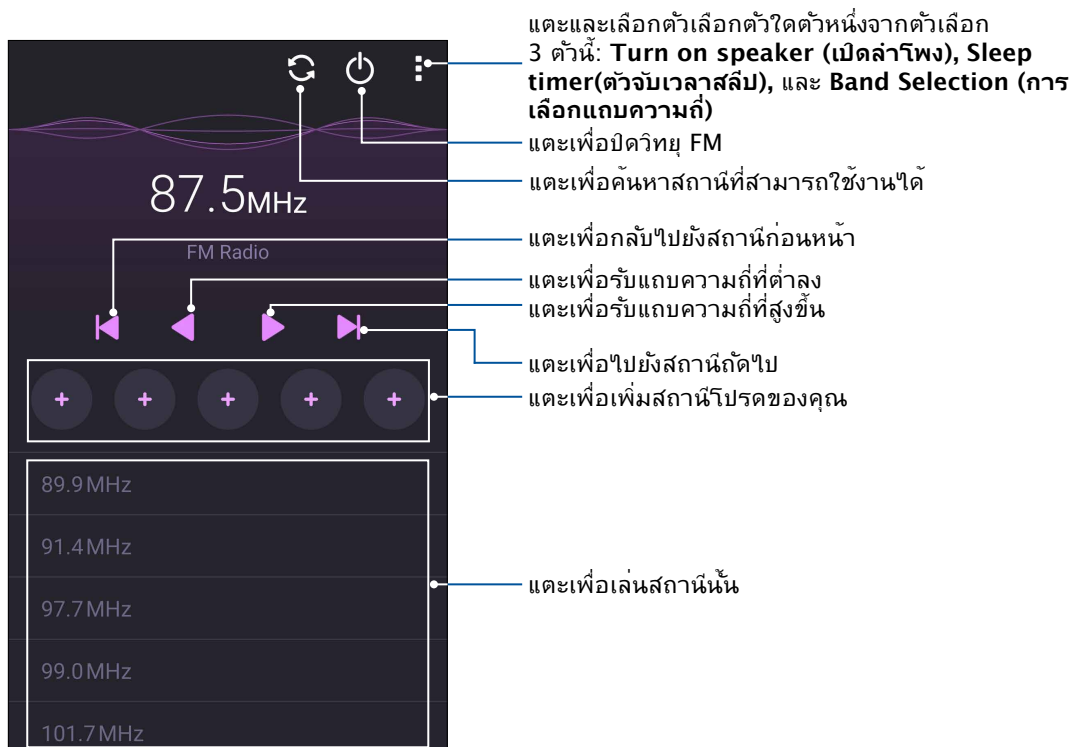 แตะและเลือกตัวเลือกตัวใดตัวหนึ่งจากตัวเลือก
3 ตัวนี้: Turn on speaker (เปิดลำโพง), Sleep
timer(ตัวจับเวลาสลีป), และ Band Selection (การ
เลือกแถบความถี่)
แตะเพื่อปิดวิทยุ FM
แตะเพื่อค้นหาสถานีที่สามารถใช้งานได้
87.5MHz
FM Radio
แตะเพื่อกลับไปยังสถานีก่อนหน้า
แตะเพื่อรับแถบความถี่ที่ต่ำลง
แตะเพื่อรับแถบความถี่ที่สูงขึ้น
แตะเพื่อไปยังสถานีถัดไป
แตะเพื่อเพิ่มสถานีโปรดของคุณ
+ + + + +
89.9MHz
91.4MHz
97.7MHz
99.0MHz
101.7MHz
แตะเพื่อเล่นสถานีนั้น